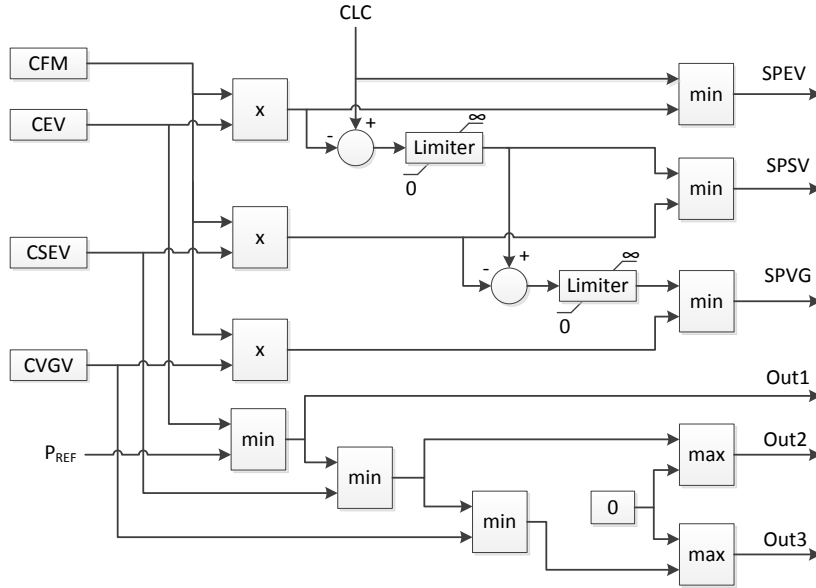 CLC
CFM
SPEV
min
CEV
x
+
∞
-
Limiter
0
SPSV
min
CSEV
x
+
∞
-
Limiter
0
SPVG
min
x
CVGV
Out1
min
PREF
Out2
max
min
0
min
Out3
max